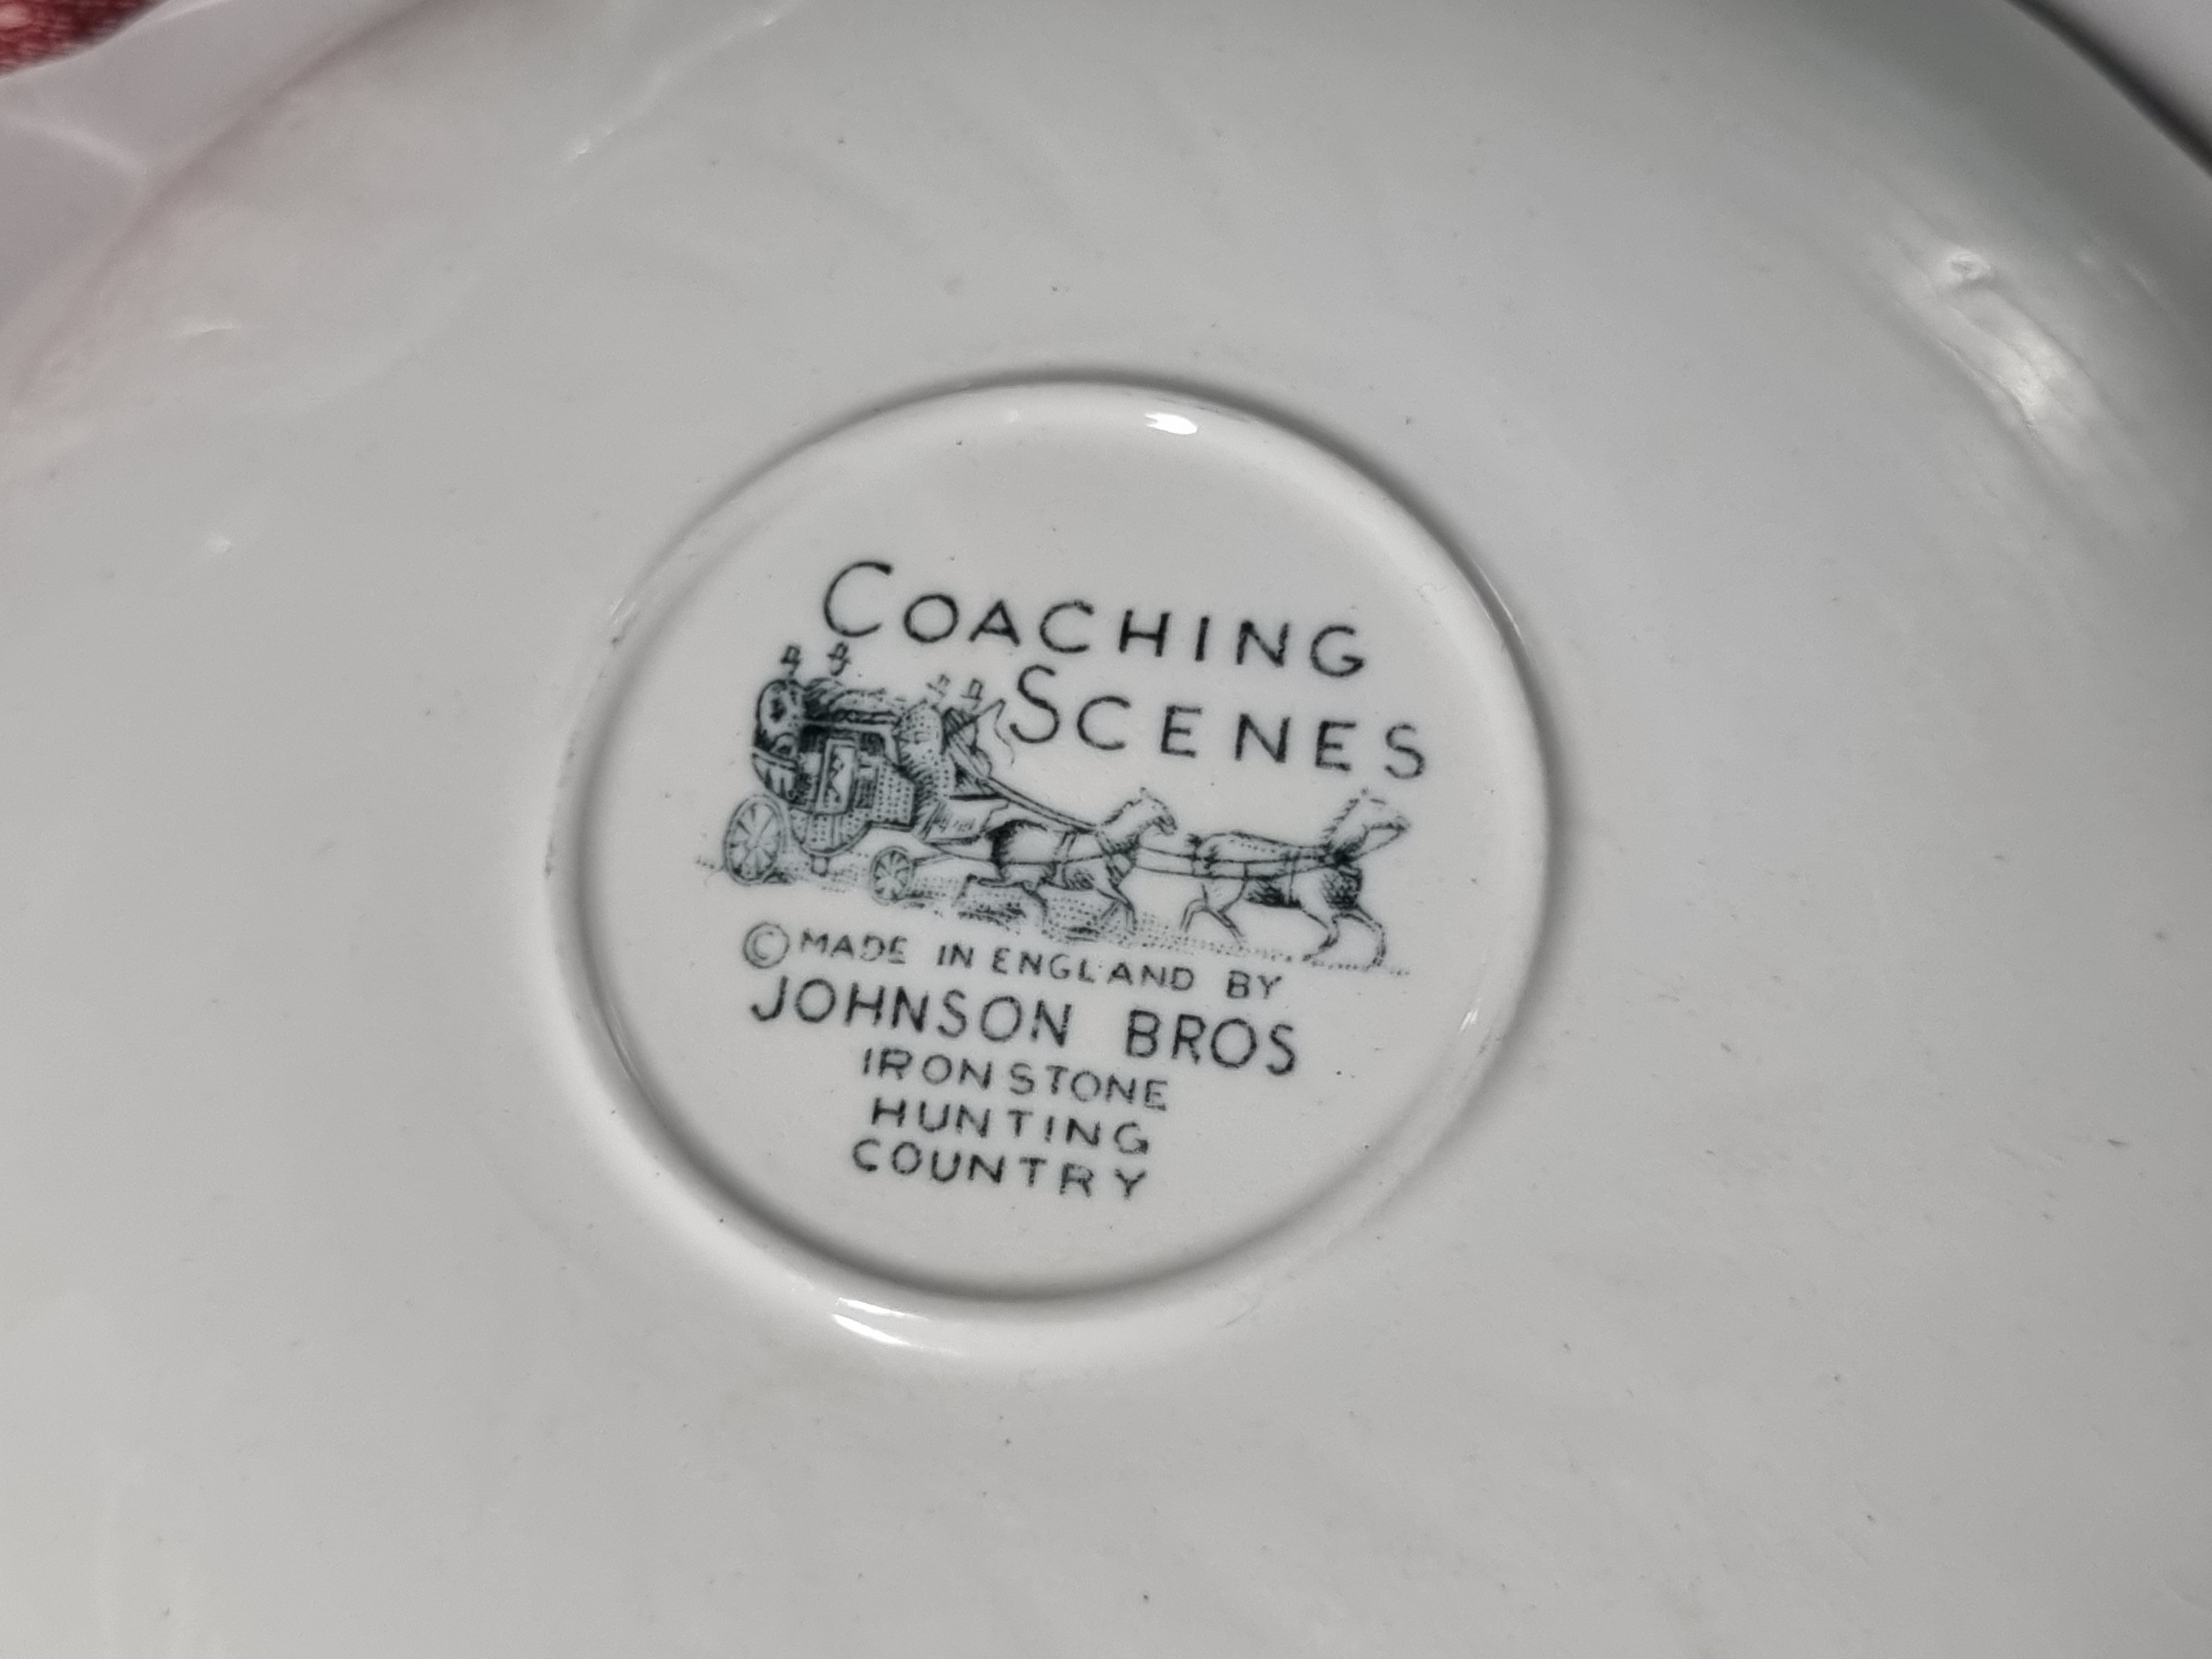 COACHING
SCENES
© MADE IN ENGLAND BY
JOHNSON BROS
IRONSTONE
HUNTING
COUNTRY